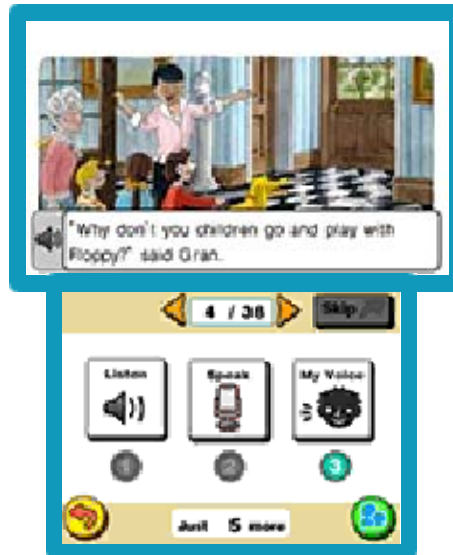 "Why don't you children go and play with
Floppy?" said Gran.
4 / 38
Skip
Listen
Speak
My Voice
1
2
3
Just 5 more